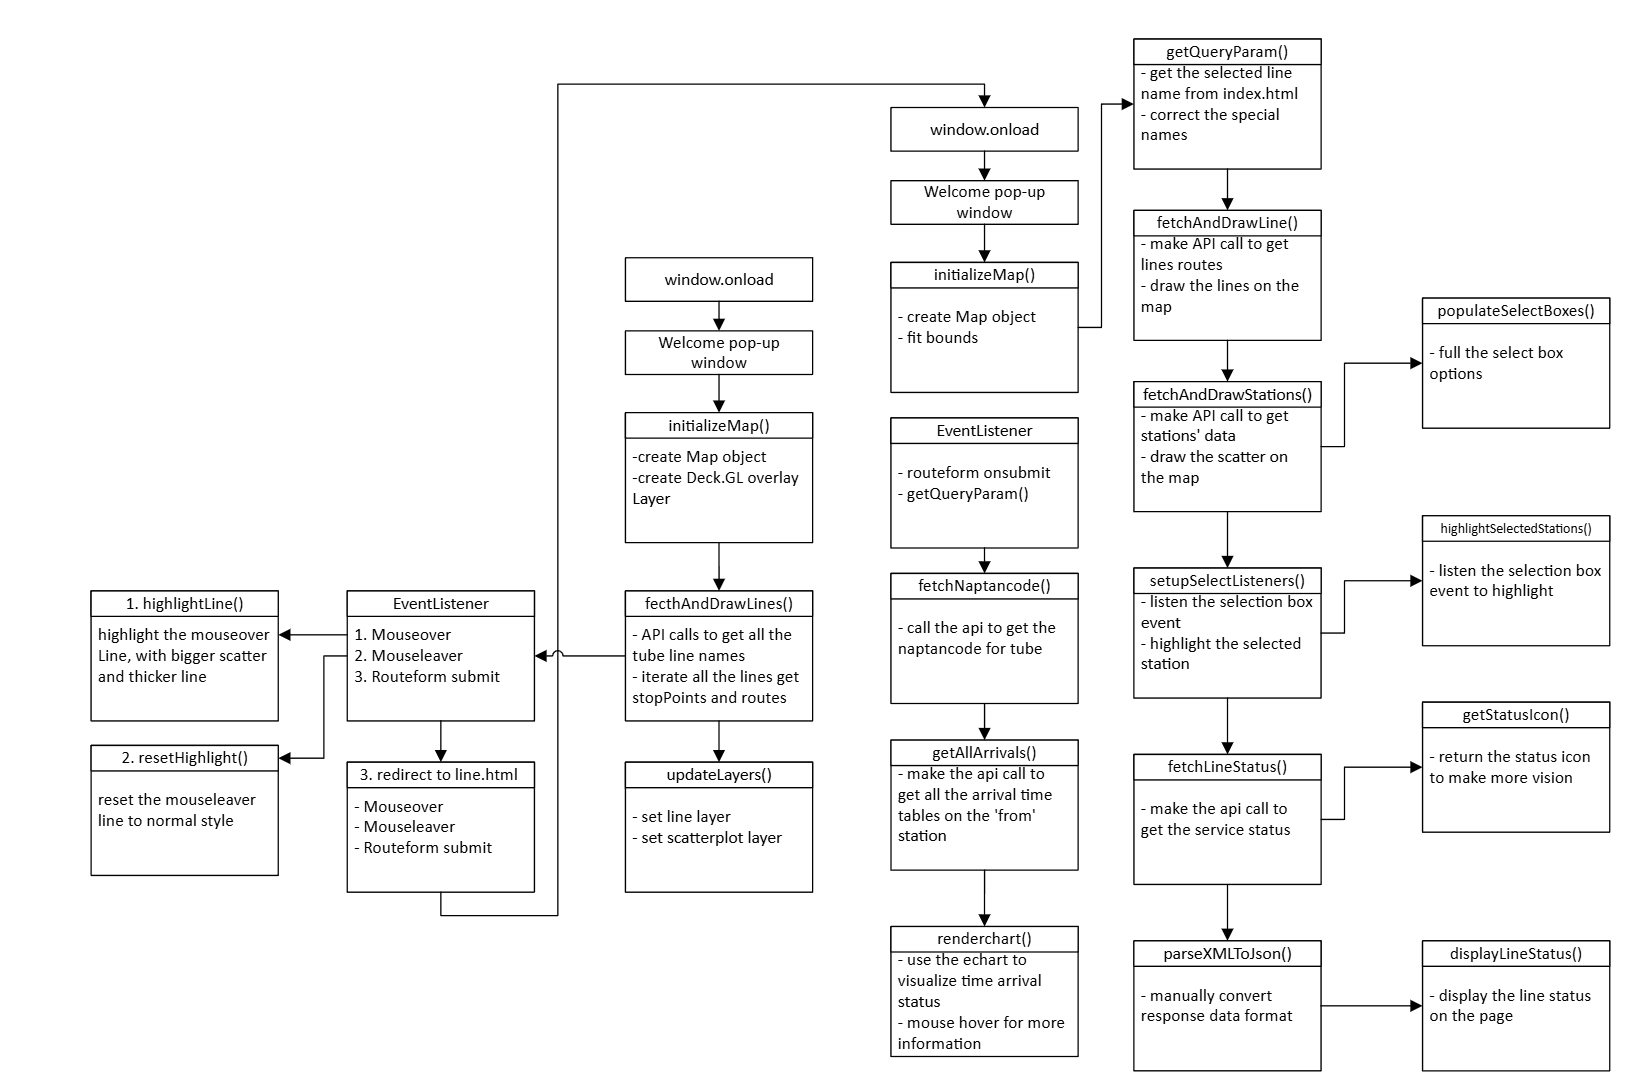 1. highlightLine()
highlight the mouseover
Line, with bigger scatter
and thicker line
2. resetHighlight()
reset the mouseleaver
line to normal style
EventListener
1. Mouseover
2. Mouseleaver
3. Routeform submit
3. redirect to line.html
- Mouseover
- Mouseleaver
- Routeform submit
window.onload
Welcome pop-up
window
initializeMap()
-create Map object
-create Deck.GL overlay
Layer
fecthAndDrawLines()
- API calls to get all the
tube line names
- iterate all the lines get
stopPoints and routes
updateLayers()
- set line layer
- set scatterplot layer
window.onload
Welcome pop-up
window
initializeMap()
- create Map object
- fit bounds
EventListener
- routeform onsubmit
- getQueryParam()
fetchNaptancode()
- call the api to get the
naptancode for tube
getAllArrivals()
- make the api call to
get all the arrival time
tables on the 'from'
station
renderchart()
- use the echart to
visualize time arrival
status
- mouse hover for more
information
getQueryParam()
- get the selected line
name from index.html
- correct the special
names
fetchAndDrawLine()
- make API call to get
lines routes
- draw the lines on the
map
fetchAndDrawStations()
- make API call to get
stations' data
- draw the scatter on
the map
setupSelectListeners()
- listen the selection box
event
- highlight the selected
station
fetchLineStatus()
- make the api call to
get the service status
parseXMLToJson()
- manually convert
response data format
populateSelectBoxes()
- full the select box
options
highlightSelectedStations()
- listen the selection box
event to highlight
getStatusIcon()
- return the status icon
to make more vision
displayLineStatus()
- display the line status
on the page